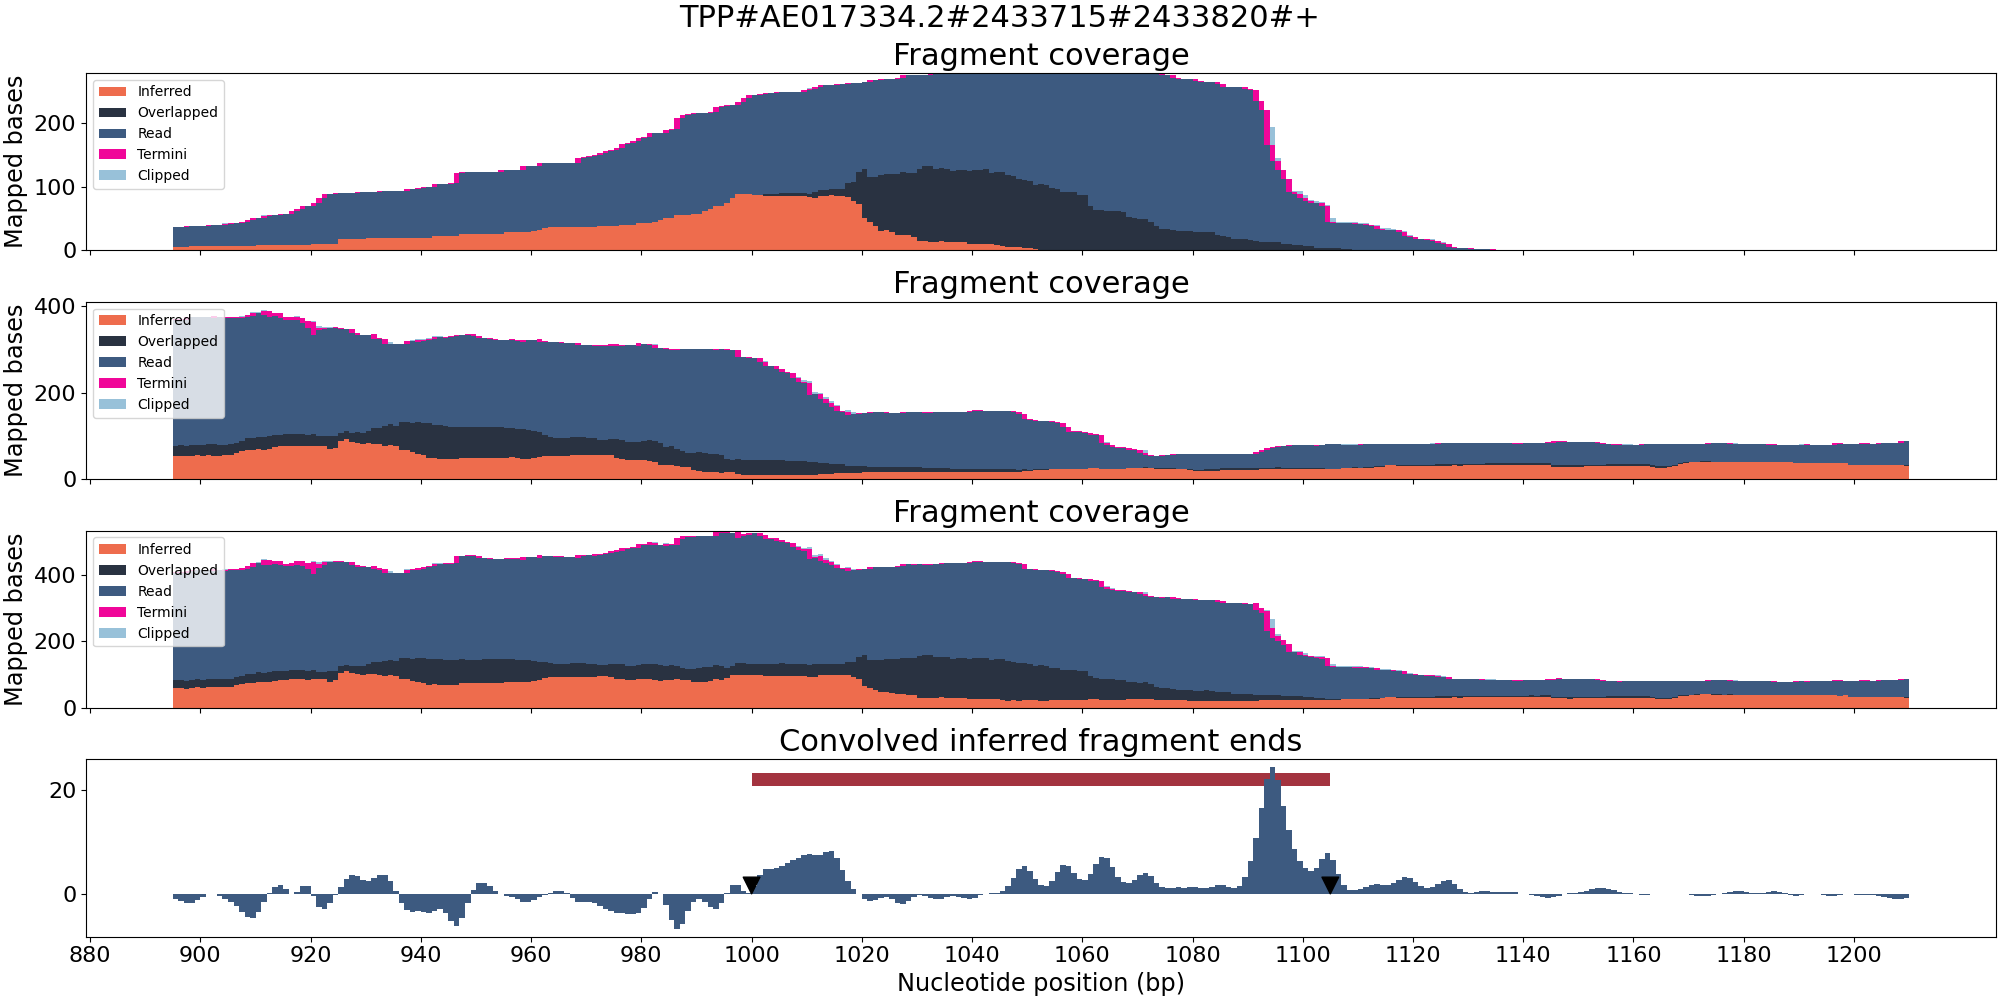 TPP#AE017334.2#2433715#2433820#+
Fragment coverage
Mapped bases
200
100
0
Inferred
Overlapped
Read
Termini
Clipped
Fragment coverage
Mapped bases
400
200
0
Inferred
Overlapped
Read
Termini
Clipped
Fragment coverage
Mapped bases
400
200
0
Inferred
Overlapped
Read
Termini
Clipped
Convolved inferred fragment ends
20
0
880 900 920 940 960 980 1000 1020 1040 1060 1080 1100 1120 1140 1160 1180 1200
Nucleotide position (bp)